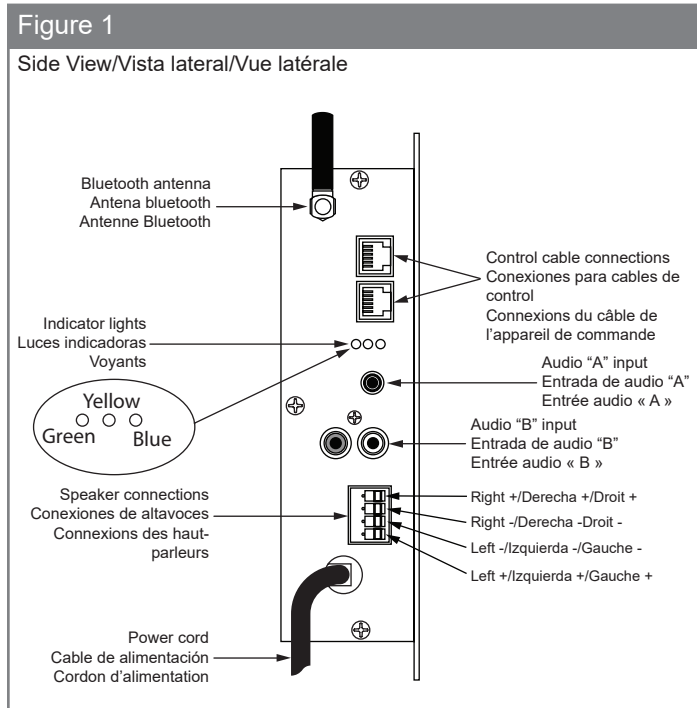 Figure 1
Side View/Vista lateral/Vue latérale
Bluetooth antenna
Antena bluetooth
Antenne Bluetooth
Control cable connections
Conexiones para cables de
control
Connexions du câble de
l’appareil de commande
Indicator lights
Luces indicadoras
Voyants
Audio “A” input
Entrada de audio “A”
Entrée audio « A »
Yellow
Green Blue
Audio “B” input
Entrada de audio “B”
Entrée audio « B »
Speaker connections
Conexiones de altavoces
Connexions des haut-
parleurs
Right +/Derecha +/Droit +
Right -/Derecha -Droit -
Left -/Izquierda -/Gauche -
Left +/Izquierda +/Gauche +
Power cord
Cable de alimentación
Cordon d’alimentation